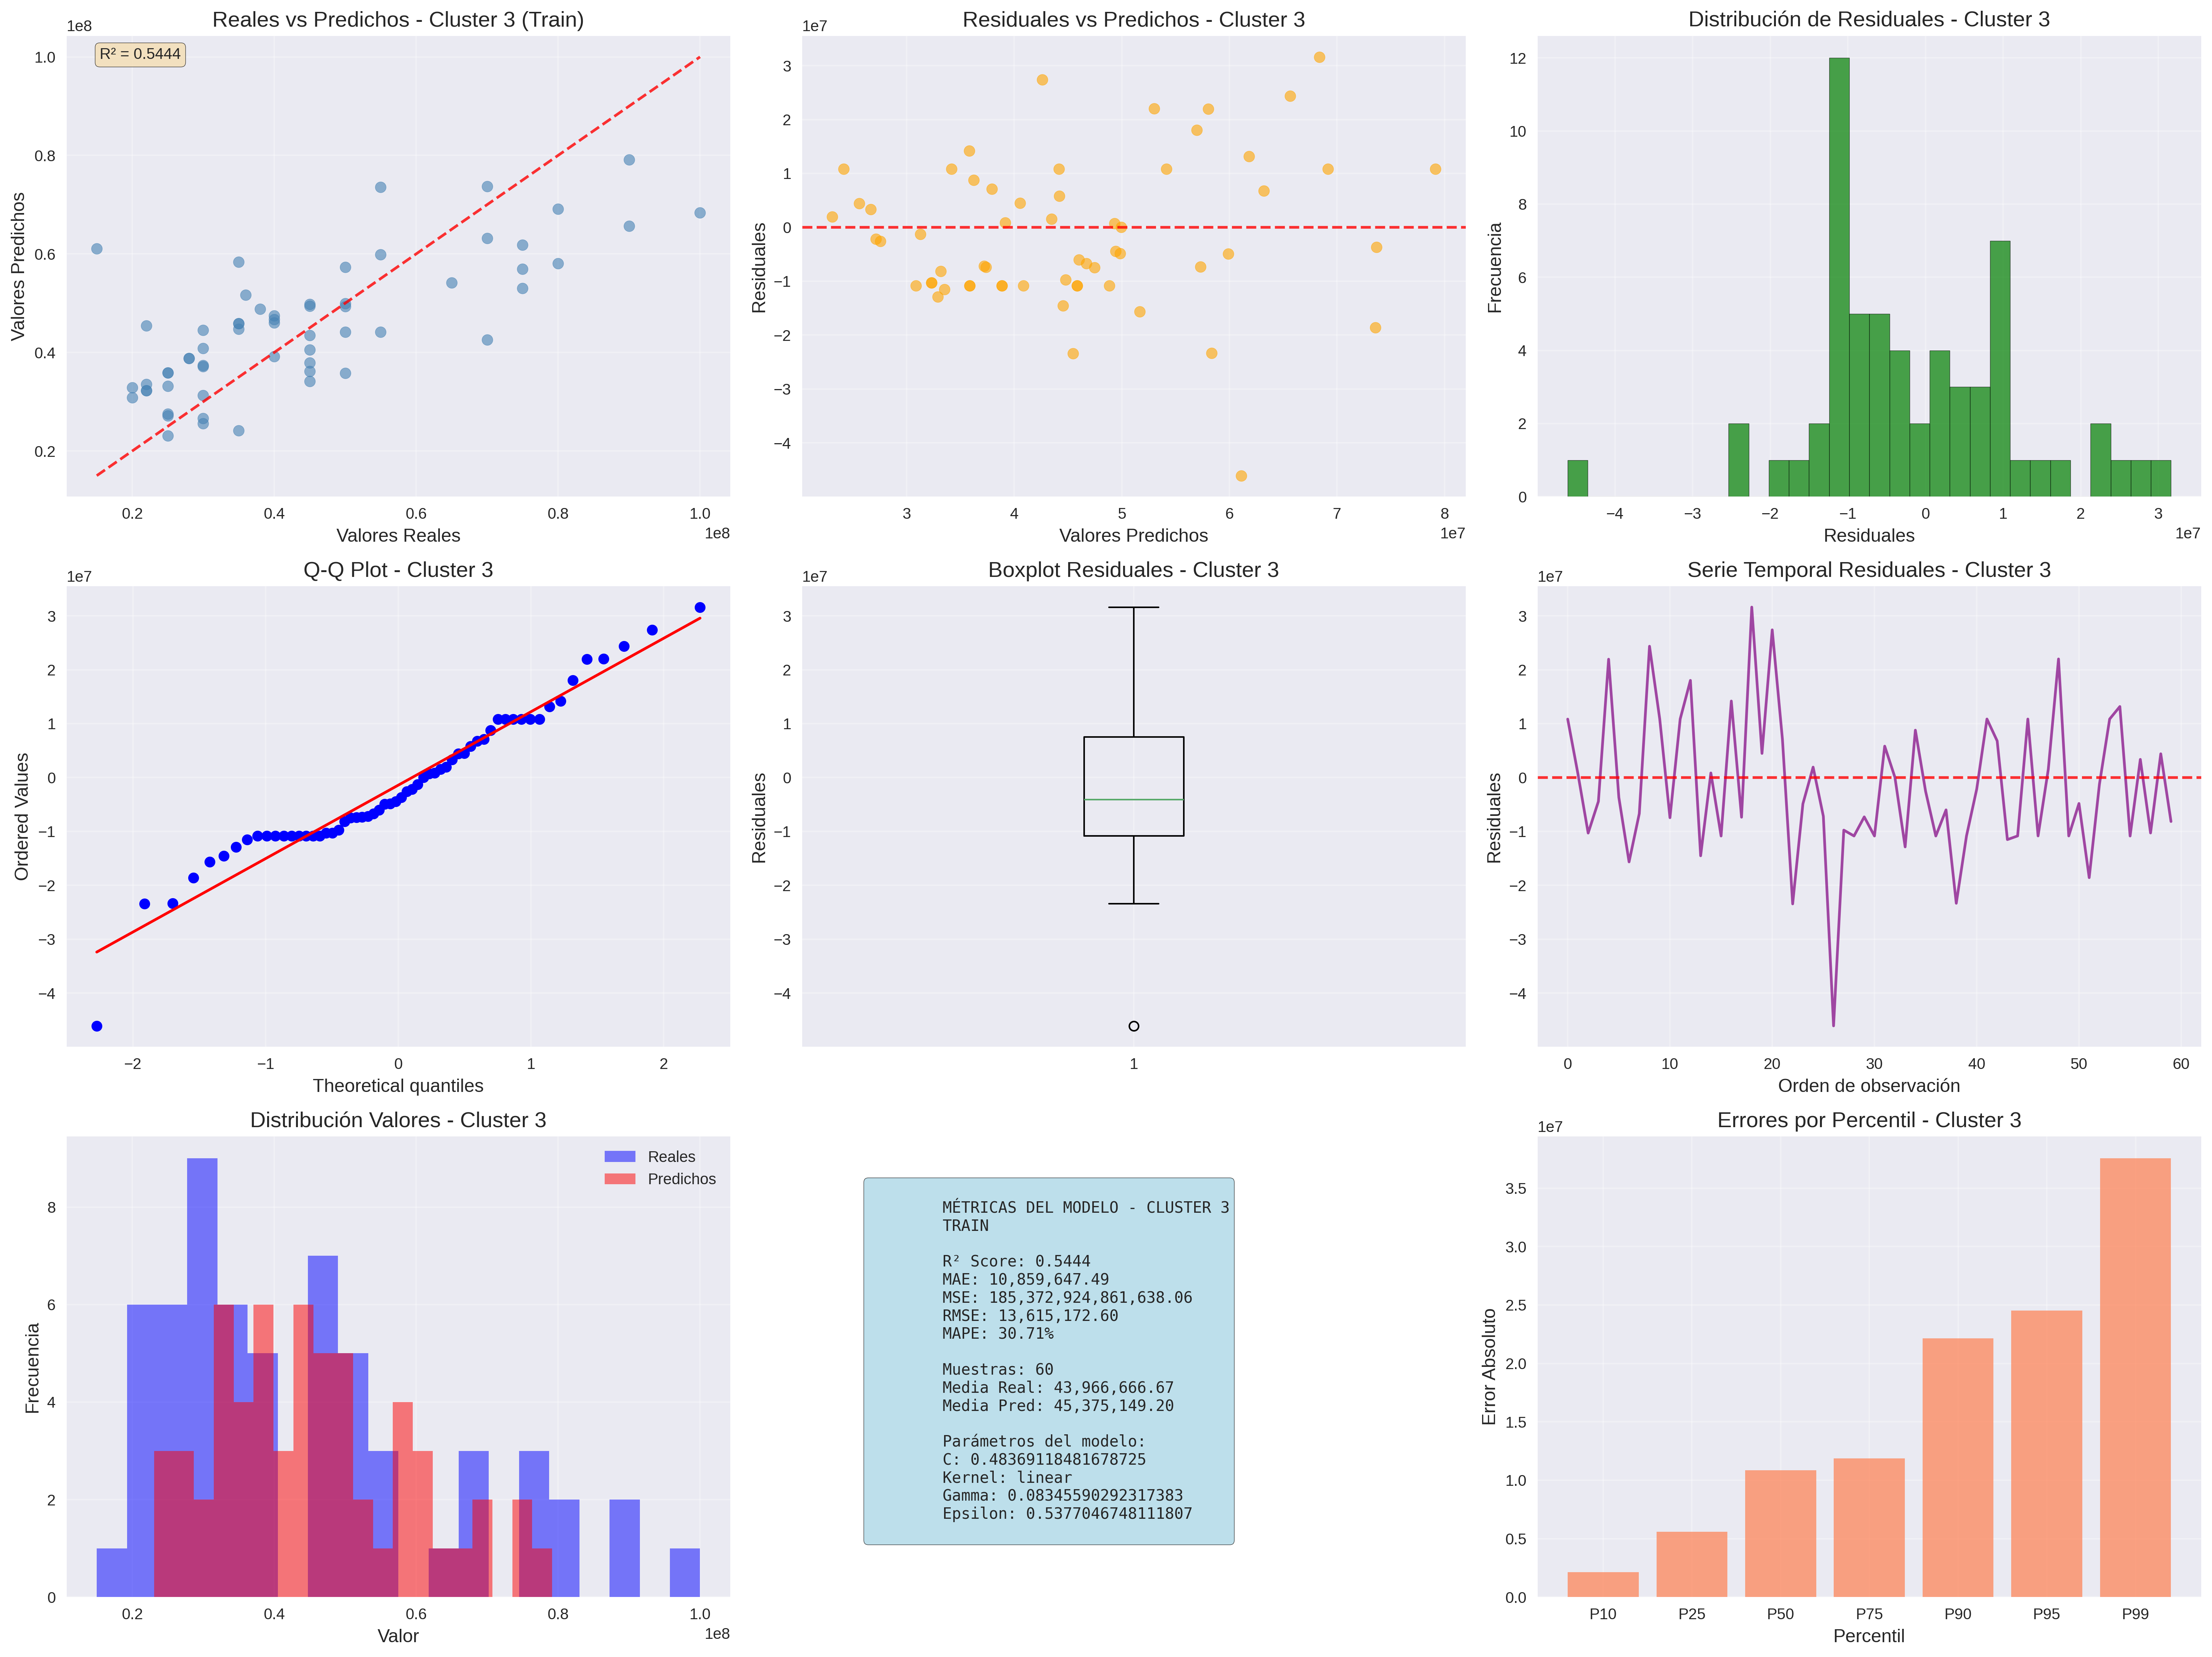 Reales vs Predichos - Cluster 3 (Train)
1e8
R² = 0.5444
1.0
0.8
0.6
0.4
0.2
Valores Predichos
0.2 0.4 0.6 0.8 1.0
1e8
Valores Reales
Residuales vs Predichos - Cluster 3
1e7
3
2
1
0
−1
−2
−3
−4
Residuales
3 4 5 6 7 8
1e7
Valores Predichos
Distribución de Residuales - Cluster 3
12
10
8
6
4
2
0
Frecuencia
−4 −3 −2 −1 0 1 2 3
1e7
Residuales
Q-Q Plot - Cluster 3
1e7
3
2
1
0
−1
−2
−3
−4
Ordered Values
−2 −1 0 1 2
Theoretical quantiles
Boxplot Residuales - Cluster 3
1e7
3
2
1
0
−1
−2
−3
−4
Residuales
1
Serie Temporal Residuales - Cluster 3
1e7
3
2
1
0
−1
−2
−3
−4
Residuales
0 10 20 30 40 50 60
Orden de observación
Distribución Valores - Cluster 3
Reales
Predichos
8
6
4
2
0
Frecuencia
0.2 0.4 0.6 0.8 1.0
1e8
Valor
MÉTRICAS DEL MODELO - CLUSTER 3
TRAIN
R² Score: 0.5444
MAE: 10,859,647.49
MSE: 185,372,924,861,638.06
RMSE: 13,615,172.60
MAPE: 30.71%
Muestras: 60
Media Real: 43,966,666.67
Media Pred: 45,375,149.20
Parámetros del modelo:
C: 0.48369118481678725
Kernel: linear
Gamma: 0.08345590292317383
Epsilon: 0.5377046748111807
Errores por Percentil - Cluster 3
1e7
3.5
3.0
2.5
2.0
1.5
1.0
0.5
0.0
Error Absoluto
P10 P25 P50 P75 P90 P95 P99
Percentil